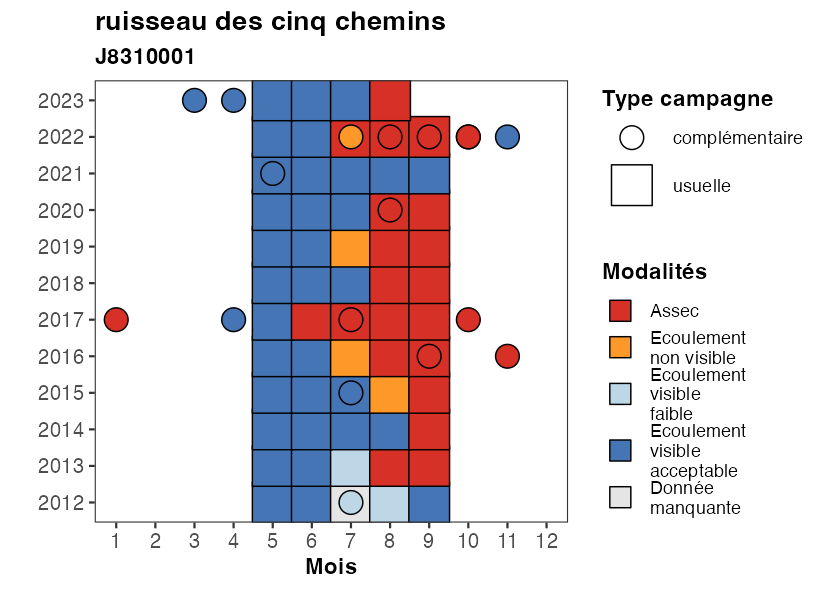 ruisseau des cinq chemins
J8310001
2023
2022
2021
2020
2019
2018
2017
2016
2015
2014
2013
2012
1 2 3 4 5 6 7 8 9 10 11 12
Mois
Type campagne
complémentaire
usuelle
Modalités
Assec
Ecoulement
non visible
Ecoulement
visible
faible
Ecoulement
visible
acceptable
Donnée
manquante